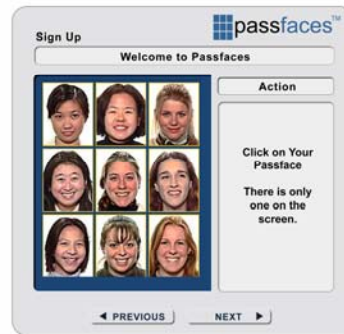 Sign Up
passfaces™
Welcome to Passfaces
Action
Click on Your
Passface
There is only
one on the
screen.
◄ PREVIOUS
NEXT ►